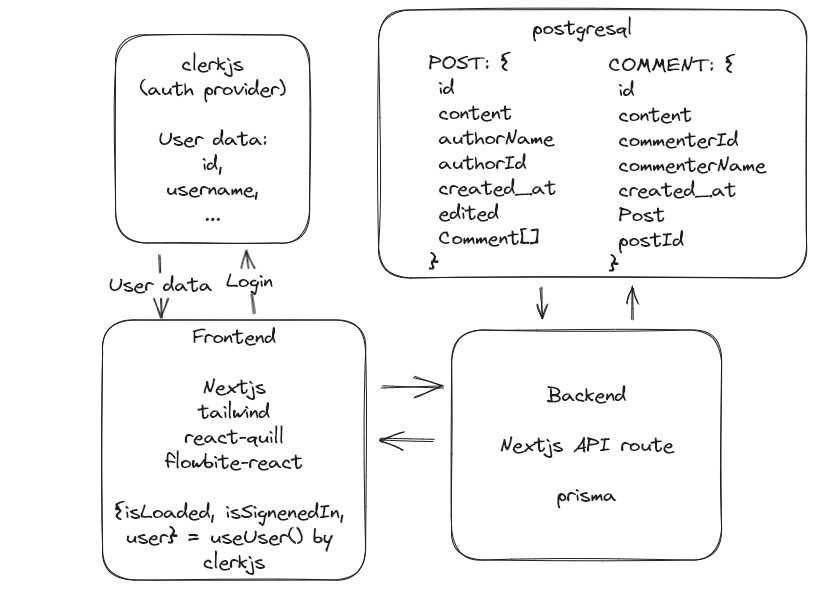 clerkjs
(auth provider)
User data:
id,
username,
...
postgresql
POST: {
id
content
authorName
authorId
created_at
edited
Comment[]
}
COMMENT: {
id
content
commenterId
commenterName
created_at
Post
postId
}
User data
Login
Frontend
Nextjs
tailwind
react-quill
flowbite-react
{isLoaded, isSignenedIn,
user} = useUser() by
clerkjs
Backend
Nextjs API route
prisma